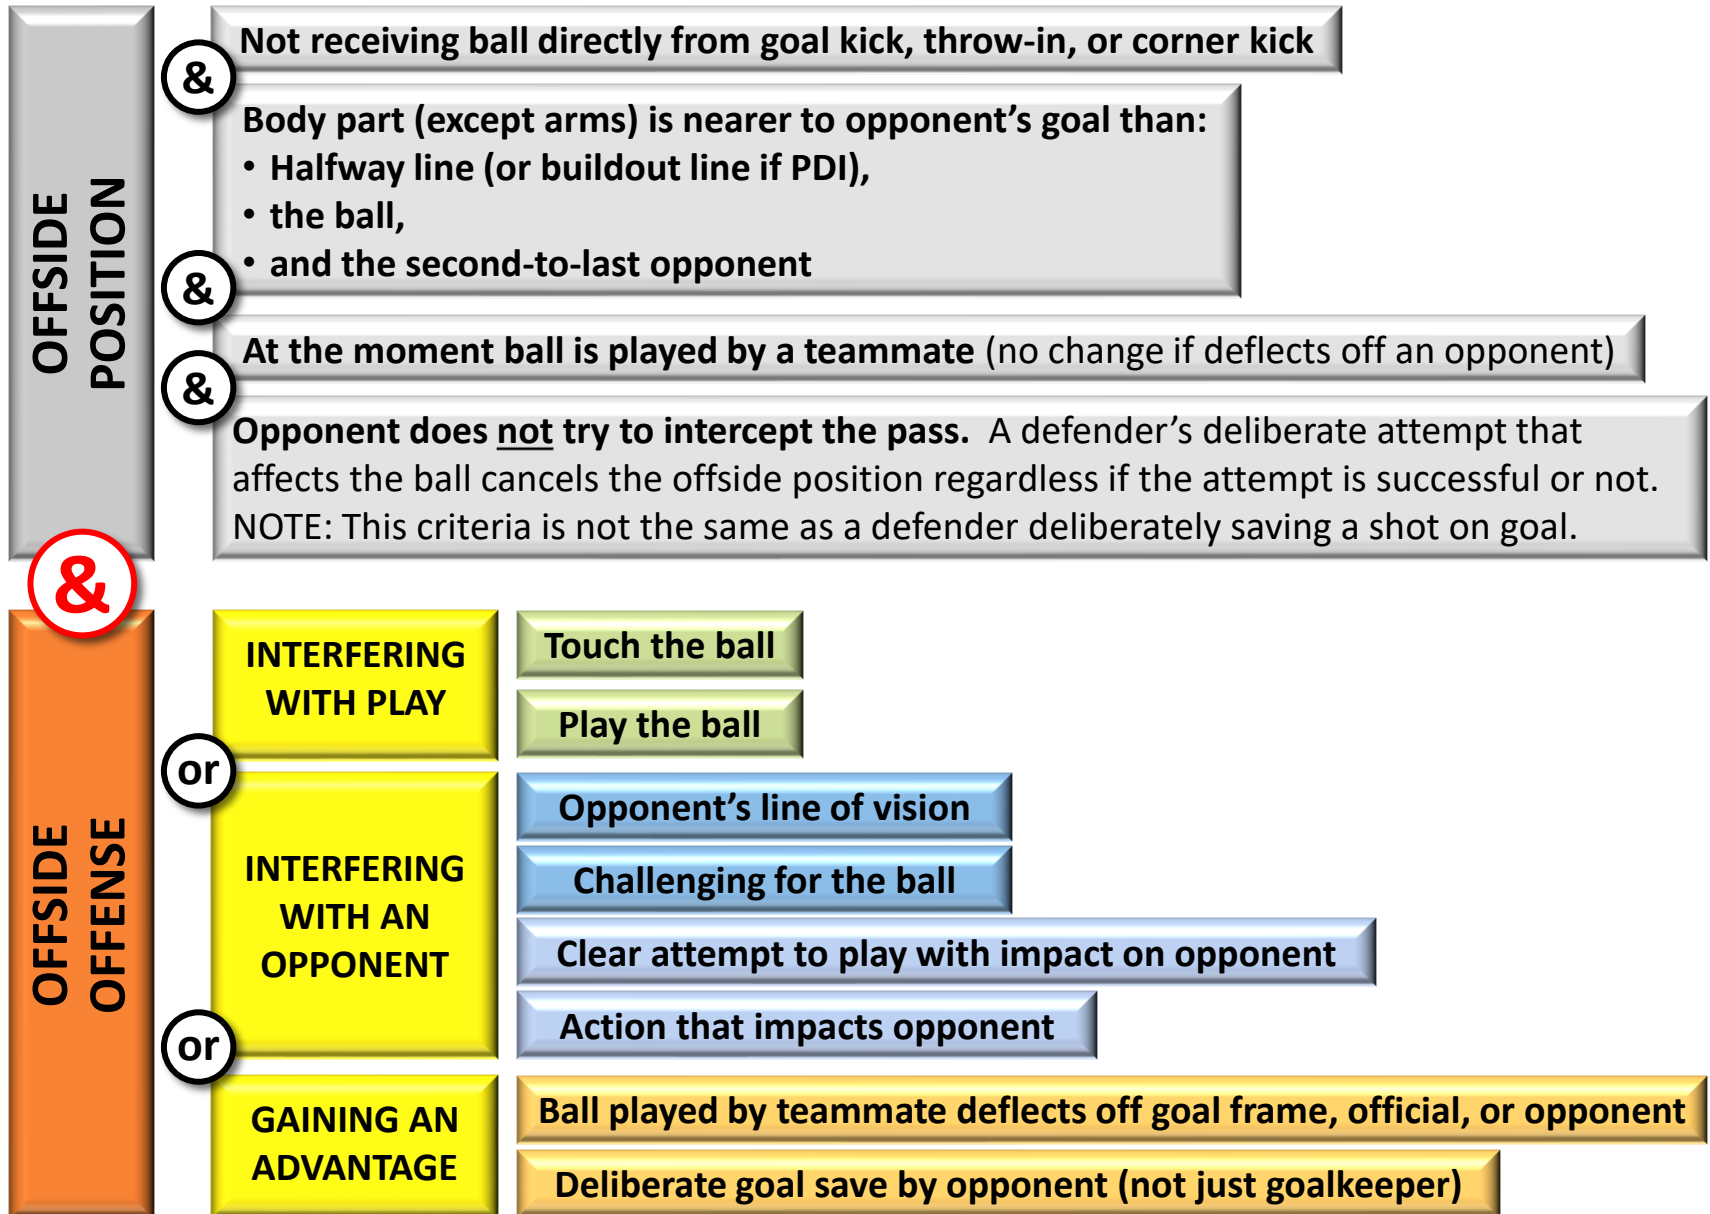 OFFSIDE
POSITION
Not receiving ball directly from goal kick, throw-in, or corner kick
&
Body part (except arms) is nearer to opponent’s goal than:
• Halfway line (or buildout line if PDI),
• the ball,
• and the second-to-last opponent
&
At the moment ball is played by a teammate (no change if deflects off an opponent)
&
Opponent does not try to intercept the pass. A defender’s deliberate attempt that
affects the ball cancels the offside position regardless if the attempt is successful or not.
NOTE: This criteria is not the same as a defender deliberately saving a shot on goal.
&
OFFSIDE
OFFENSE
INTERFERING
WITH PLAY
Touch the ball
Play the ball
or
INTERFERING
WITH AN
OPPONENT
Opponent’s line of vision
Challenging for the ball
Clear attempt to play with impact on opponent
Action that impacts opponent
or
GAINING AN
ADVANTAGE
Ball played by teammate deflects off goal frame, official, or opponent
Deliberate goal save by opponent (not just goalkeeper)